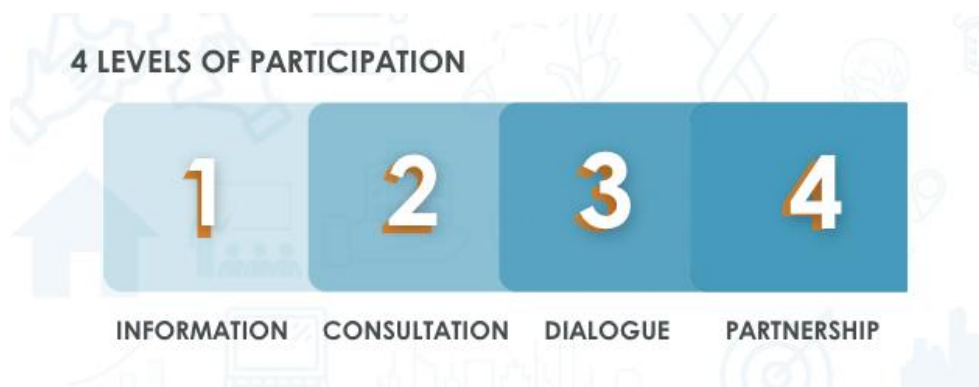 4 LEVELS OF PARTICIPATION
1 2 3 4
INFORMATION CONSULTATION DIALOGUE PARTNERSHIP